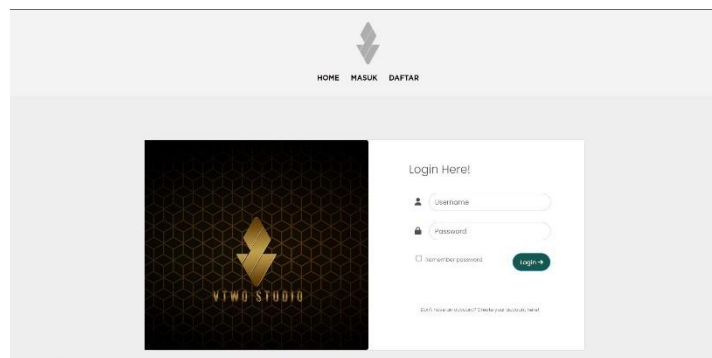 HOME MASUK DAFTAR
Login Here!
Username
Password
Remember password
Login →
VTWO STUDIO
Don't have an account? Create your account here!